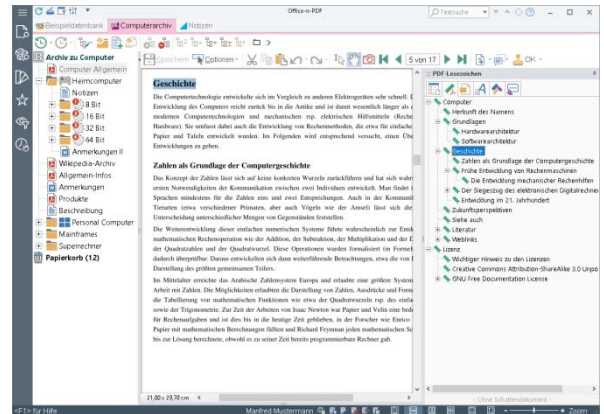 Office-n-PDF
Textsuche
Beispieldatenbank
Computerarchiv
Notizen
Archiv zu Computer
Computer Allgemein
Heimcomputer
Notizen
8 Bit
16 Bit
32 Bit
64 Bit
Anmerkungen II
Wikipedia-Archiv
Allgemein-Infos
Anmerkungen
Produkte
Beschreibung
Personal Computer
Mainframes
Superrechner
Papierkorb (12)
Speichern
Optionen
5 von 17
OK
Geschichte
Die Computertechnologie entwickelte sich im Vergleich zu anderen Elektrogeräten sehr schnell.
Entwicklung des Computers reicht zurück bis in die Antike und ist damit wesentlich länger als
modernen Computertechnologien und mechanischen
elektrischen Hilfsmitteln
Hardware). Sie umfasst dabei auch die Entwicklung von Rechenmethoden, die etwa für einfache
Papier und Tafeln entwickelt wurden. Im Folgenden wird entsprechend versucht, einen
Entwicklungen zu geben.
Zahlen als Grundlage der Computergeschichte
Das Konzept der Zahlen lässt sich auf keine konkreten Wurzeln zurückführen und hat sich
ersten Notwendigkeiten der Kommunikation zwischen zwei Individuen entwickelt. Man findet
Sprachen mindestens für die Zahlen eins und zwei Entsprechungen. Auch in der
Tierarten (etwa verschiedener Primaten, aber auch Vögeln wie der Amsel) lässt sich die
Unterscheidung unterschiedlicher Mengen von Gegenständen feststellen.
Die Weiterentwicklung dieser einfachen numerischen Systeme führte wahrscheinlich zur
mathematischen Rechenoperation wie der Addition, der Subtraktion, der Multiplikation und der
der Quadratzahlen und der Quadratwurzel. Diese Operationen wurden formalisiert (in
dadurch überprüfbar. Daraus entwickelten sich dann weiterführende Betrachtungen, etwa die von
Darstellung des größten gemeinsamen Teilers.
Im Mittelalter erreichte das Arabische Zahlensystem Europa und erlaubte eine größere
Arbeit mit Zahlen. Die Möglichkeiten erlaubten die Darstellung von Zahlen, Ausdrücke und
die Tabellierung von mathematischen Funktionen wie etwa der Quadratwurzeln
sowie der Trigonometrie. Zur Zeit der Arbeiten von Isaac Newton war Papier und Velin eine
für Rechenaufgaben und ist dies bis in die heutige Zeit geblieben, in der Forscher wie Enrico
Papier mit mathematischen Berechnungen füllten und Richard Feynman jeden mathematischen
bis zur Lösung berechnete, obwohl es zu seiner Zeit bereits programmierbare Rechner gab.
21,00 x 29,70 cm
PDF-Lesezeichen
Computer
Herkunft des Namens
Grundlagen
Hardwarearchitektur
Softwarearchitektur
Geschichte
Zahlen als Grundlage der Computergeschichte
Frühe Entwicklung von Rechenmaschinen
Die Entwicklung mechanischer Rechenhilfen
Der Siegeszug des elektronischen Digitalrechners
Entwicklung im 21. Jahrhundert
Zukunftsperspektiven
Siehe auch
Literatur
Weblinks
Lizenz
Wichtiger Hinweis zu den Lizenzen
Creative Commons Attribution-ShareAlike 3.0 Unpo
GNU Free Documentation License
- Ohne Schattendokument -
<F1> für Hilfe
Manfred Mustermann
Zoom